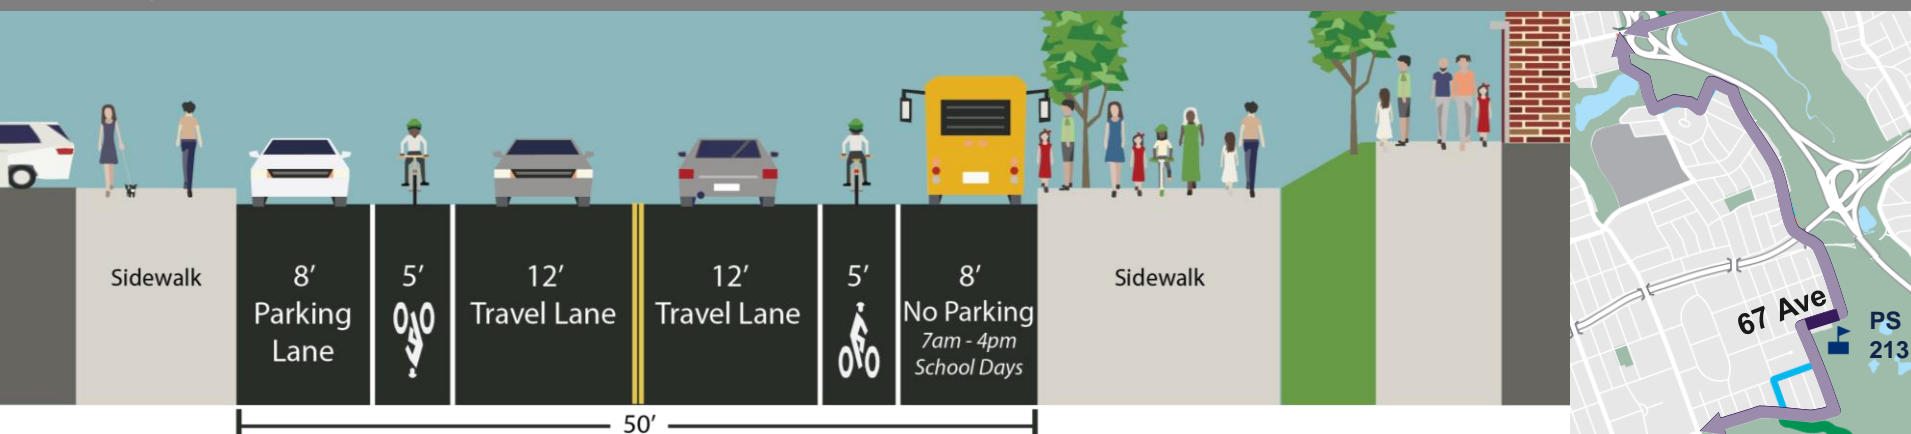 Sidewalk
8’
Parking
Lane
5’
12’
Travel Lane
12’
Travel Lane
5’
8’
No Parking
7am - 4pm
School Days
Sidewalk
50’
67 Ave
PS
213